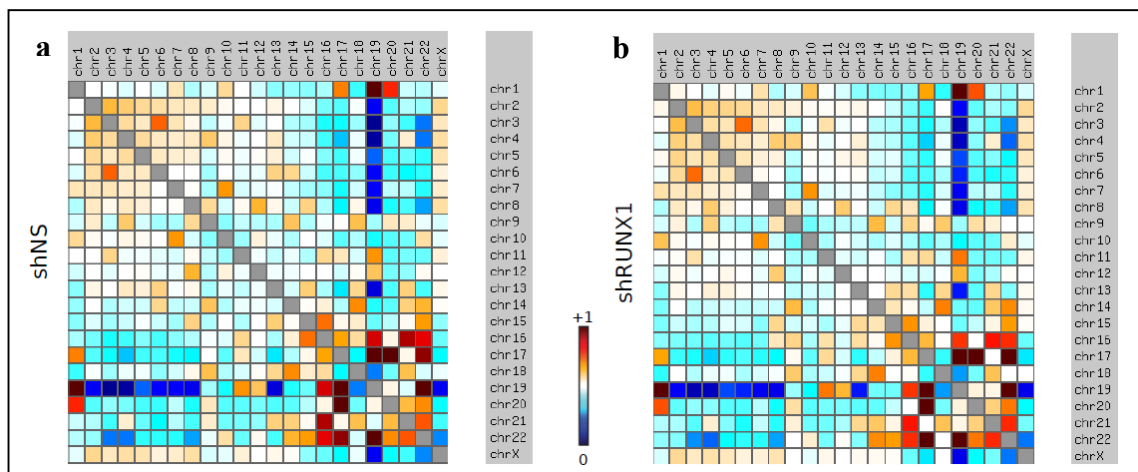 a
chr1 chr2 chr3 chr4 chr5 chr6 chr7 chr8 chr9 chr10 chr11 chr12 chr13 chr14 chr15 chr16 chr17 chr18 chr19 chr20 chr21 chr22 chrX
shNS
chr1
chr2
chr3
chr4
chr5
chr6
chr7
chr8
chr9
chr10
chr11
chr12
chr13
chr14
chr15
chr16
chr17
chr18
chr19
chr20
chr21
chr22
chrX
+1
0
b
chr1 chr2 chr3 chr4 chr5 chr6 chr7 chr8 chr9 chr10 chr11 chr12 chr13 chr14 chr15 chr16 chr17 chr18 chr19 chr20 chr21 chr22 chrX
shRUNX1
chr1
chr2
chr3
chr4
chr5
chr6
chr7
chr8
chr9
chr10
chr11
chr12
chr13
chr14
chr15
chr16
chr17
chr18
chr19
chr20
chr21
chr22
chrX